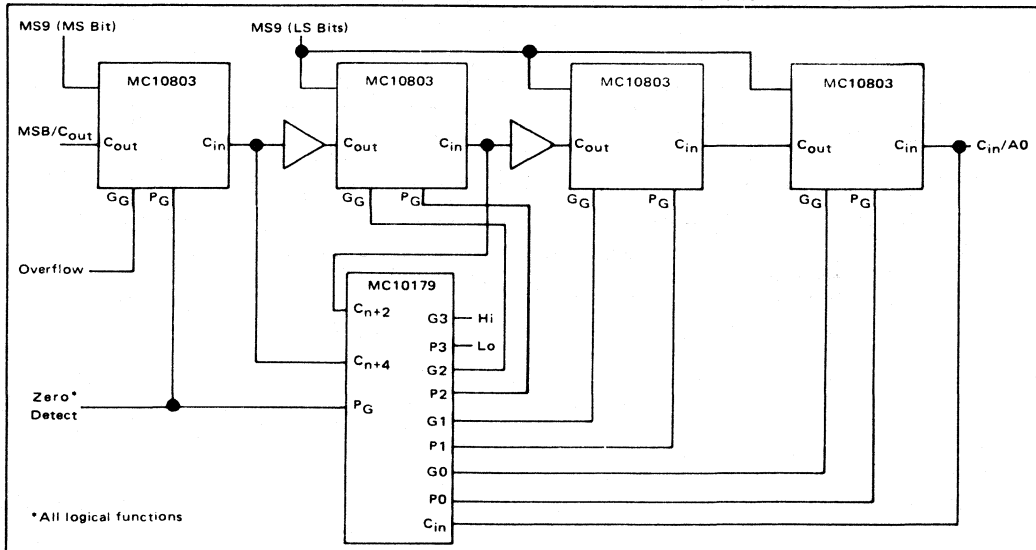 MS9 (MS Bit)
MS9 (LS Bits)
MC10803
MC10803
MC10803
MC10803
MSB/Cout
Cout
Cin
Cout
Cin
Cout
Cin
Cout
Cin
Cin/A0
GG
PG
GG
PG
GG
PG
GG
PG
Overflow
MC10179
Cn+2
G3
Hi
P3
Lo
Cn+4
G2
P2
Zero*
Detect
PG
G1
P1
G0
P0
Cin
*All logical functions